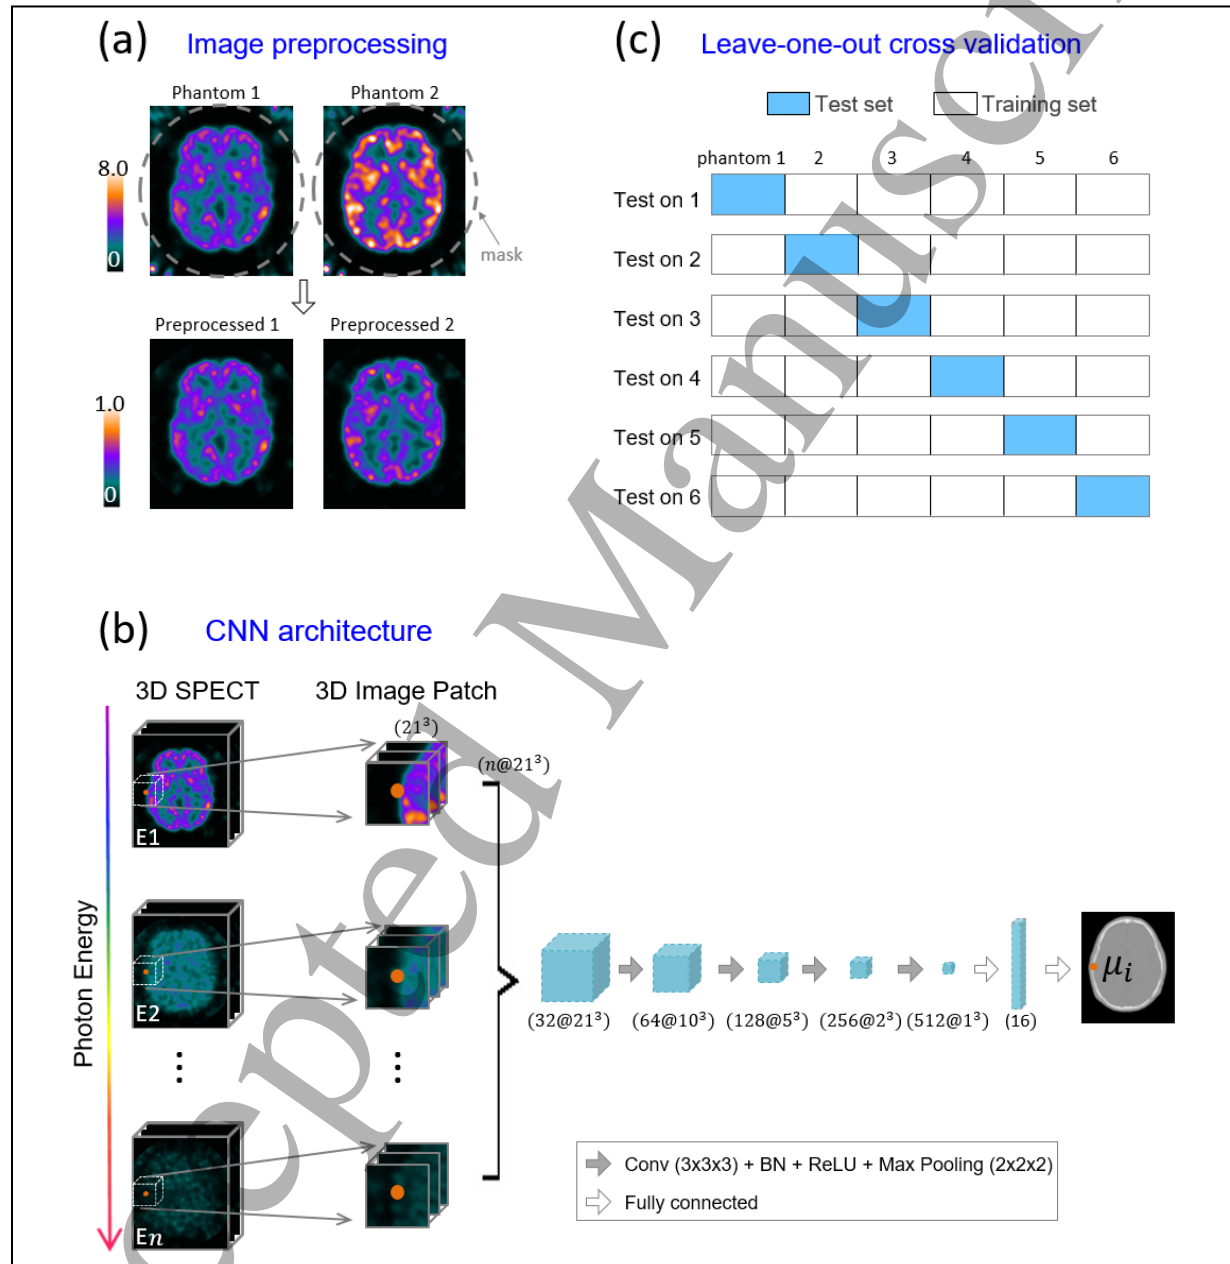 (a) Image preprocessing
Phantom 1
Phantom 2
8.0
0
mask
Preprocessed 1
Preprocessed 2
1.0
0
(c) Leave-one-out cross validation
Test set
Training set
phantom 1 2 3 4 5 6
Test on 1
Test on 2
Test on 3
Test on 4
Test on 5
Test on 6
(b) CNN architecture
3D SPECT
3D Image Patch
(21³)
(n@21³)
E1
E2
En
Photon Energy
(32@21³)
(64@10³)
(128@5³)
(256@2³)
(512@1³)
(16)
μᵢ
Conv (3x3x3) + BN + ReLU + Max Pooling (2x2x2)
Fully connected
cepted Manuscri